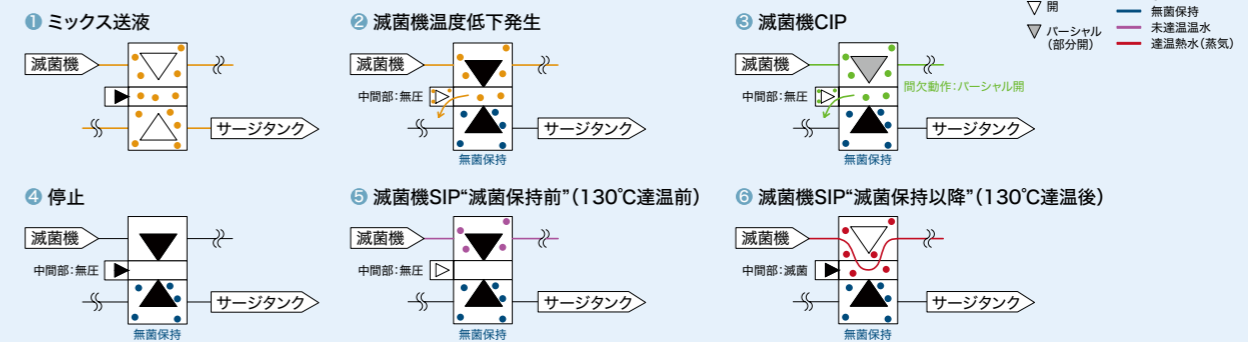 開
パーシャル
(部分開)
無菌保持
未達温温水
達温熱水(蒸気)
❶ ミックス送液
滅菌機
サージタンク
❷ 滅菌機温度低下発生
滅菌機
中間部:無圧
サージタンク
無菌保持
❸ 滅菌機CIP
滅菌機
間欠動作:パーシャル開
中間部:無圧
サージタンク
無菌保持
❹ 停止
滅菌機
中間部:無圧
サージタンク
無菌保持
❺ 滅菌機SIP“滅菌保持前”(130℃達温前)
滅菌機
中間部:無圧
サージタンク
無菌保持
❻ 滅菌機SIP“滅菌保持以降”(130℃達温後)
滅菌機
中間部:滅菌
サージタンク
無菌保持